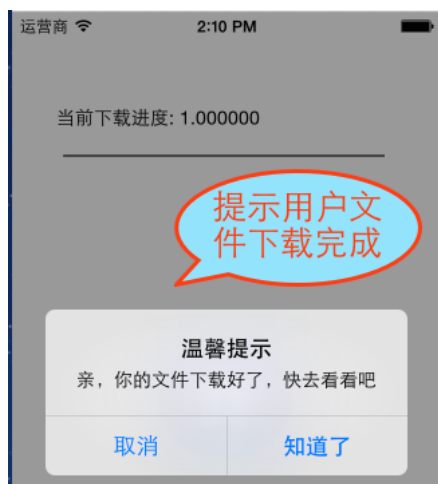 运营商 2:10 PM
当前下载进度: 1.000000
提示用户文
件下载完成
温馨提示
亲，你的文件下载好了，快去看看吧
取消 知道了